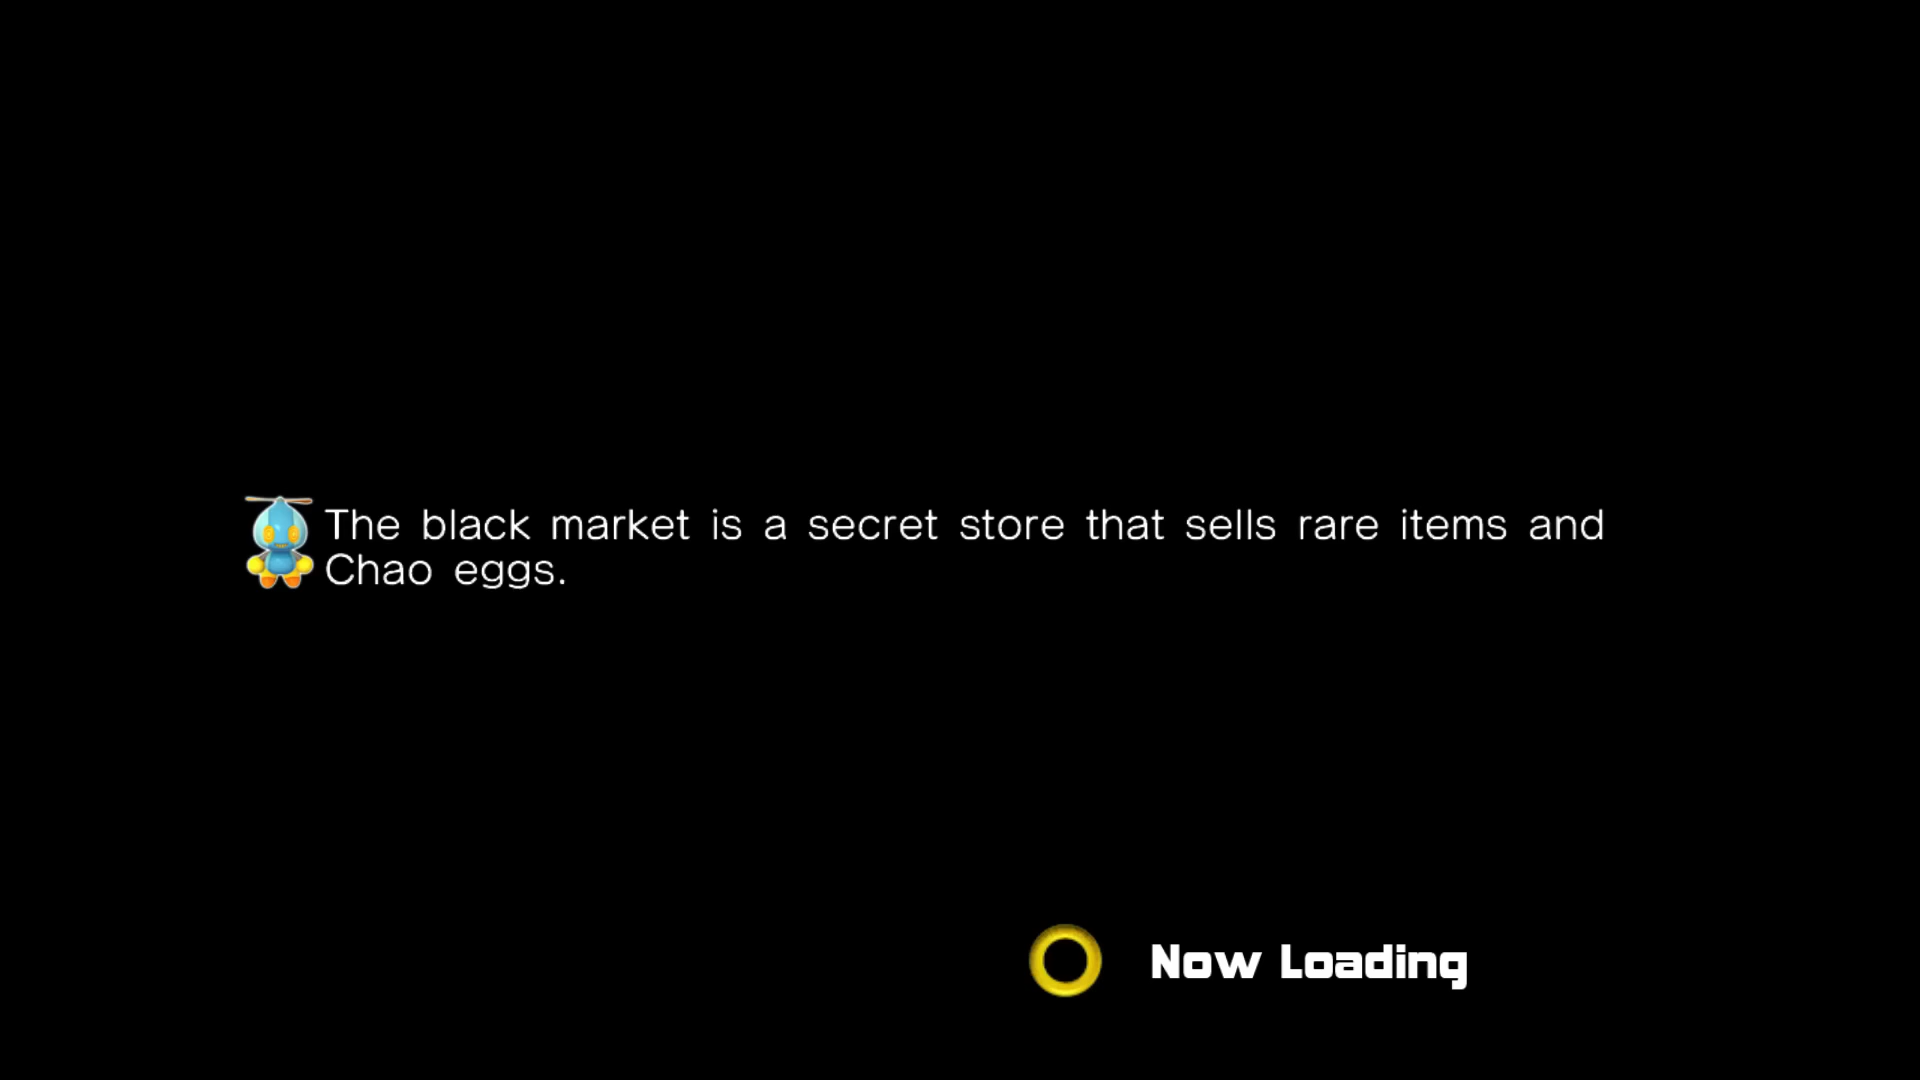 The black market is a secret store that sells rare items and
Chao eggs.
Now Loading